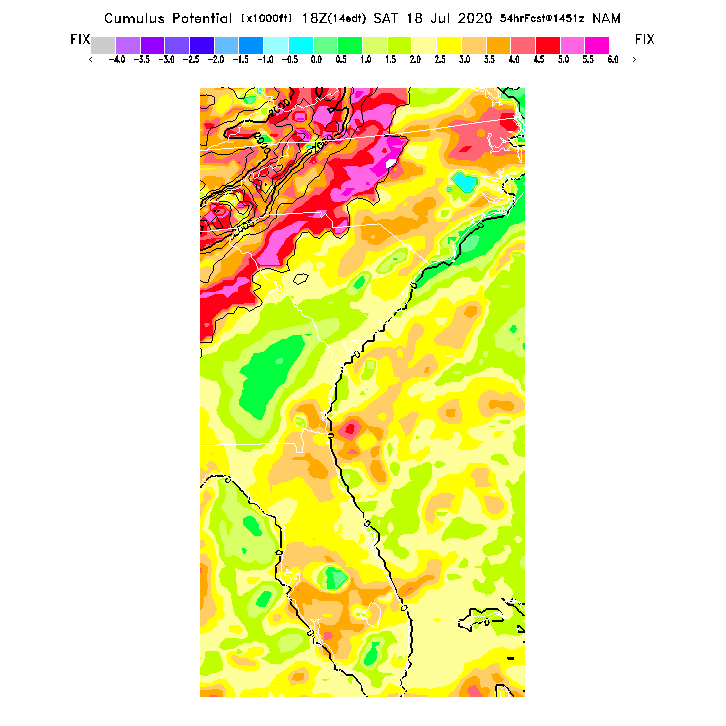 Cumulus Potential [x1000ft] 18Z(14edt) SAT 18 Jul 2020 54hrFcst@1451z NAM
FIX FIX
< -4.0 -3.5 -3.0 -2.5 -2.0 -1.5 -1.0 -0.5 0.0 0.5 1.0 1.5 2.0 2.5 3.0 3.5 4.0 4.5 5.0 5.5 6.0 >